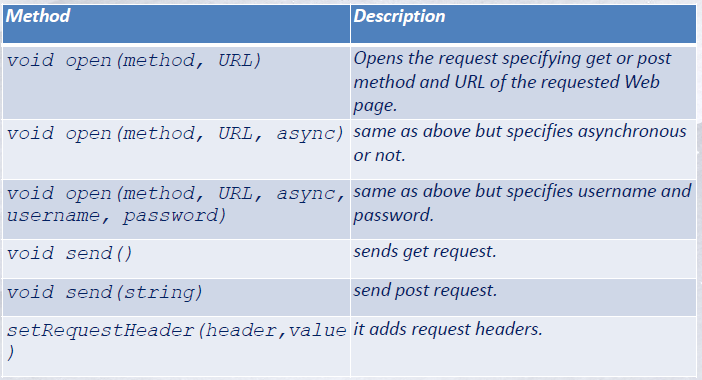 Method Description
void open(method, URL) Opens the request specifying get or post
method and URL of the requested Web
page.
void open(method, URL, async) same as above but specifies asynchronous
or not.
void open(method, URL, async, same as above but specifies username and
username, password) password.
void send() sends get request.
void send(string) send post request.
setRequestHeader(header,value it adds request headers.
)